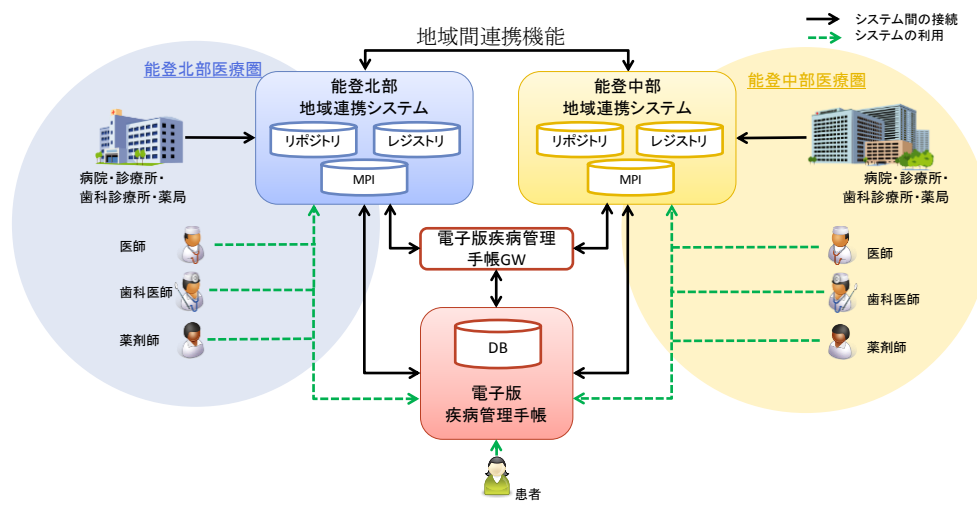 システム間の接続
システムの利用
地域間連携機能
能登北部医療圏
能登中部医療圏
能登北部
地域連携システム
リポジトリ
レジストリ
MPI
能登中部
地域連携システム
リポジトリ
レジストリ
MPI
病院・診療所・
歯科診療所・薬局
病院・診療所・
歯科診療所・薬局
医師
歯科医師
薬剤師
電子版疾病管理
手帳GW
医師
歯科医師
薬剤師
DB
電子版
疾病管理手帳
患者